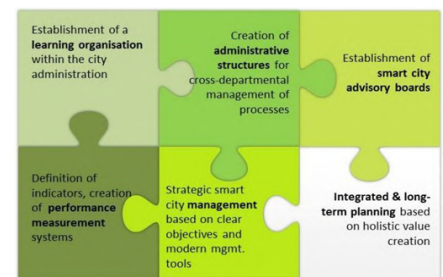 Establishment of a
learning organisation
within the city
administration
Creation of
administrative
structures for
cross-departmental
management of
processes
Establishment of
smart city
advisory boards
Definition of
indicators, creation
of performance
measurement
systems
Strategic smart
city management
based on clear
objectives and
modern mgmt.
tools
Integrated & long-
term planning based
on holistic value
creation